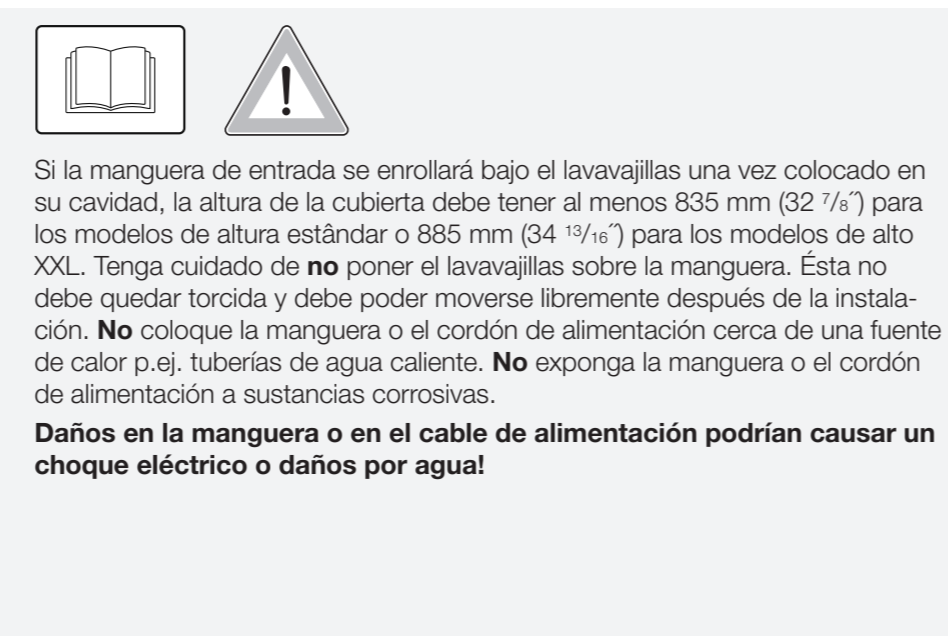 Si la manguera de entrada se enrollará bajo el lavavajillas una vez colocado en
su cavidad, la altura de la cubierta debe tener al menos 835 mm (32 7/8˝) para
los modelos de altura estândar o 885 mm (34 13/16˝) para los modelos de alto
XXL. Tenga cuidado de no poner el lavavajillas sobre la manguera. Ésta no
debe quedar torcida y debe poder moverse libremente después de la instala-
ción. No coloque la manguera o el cordón de alimentación cerca de una fuente
de calor p.ej. tuberías de agua caliente. No exponga la manguera o el cordón
de alimentación a sustancias corrosivas.
Daños en la manguera o en el cable de alimentación podrían causar un
choque eléctrico o daños por agua!